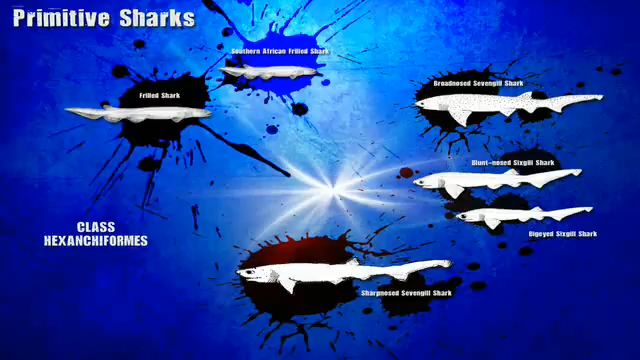 Primitive Sharks
Southern African Frilled Shark
Frilled Shark
Broadnosed Sevengill Shark
Blunt-nosed Sixgill Shark
Bigeyed Sixgill Shark
CLASS
HEXANCHIFORMES
Sharpnosed Sevengill Shark